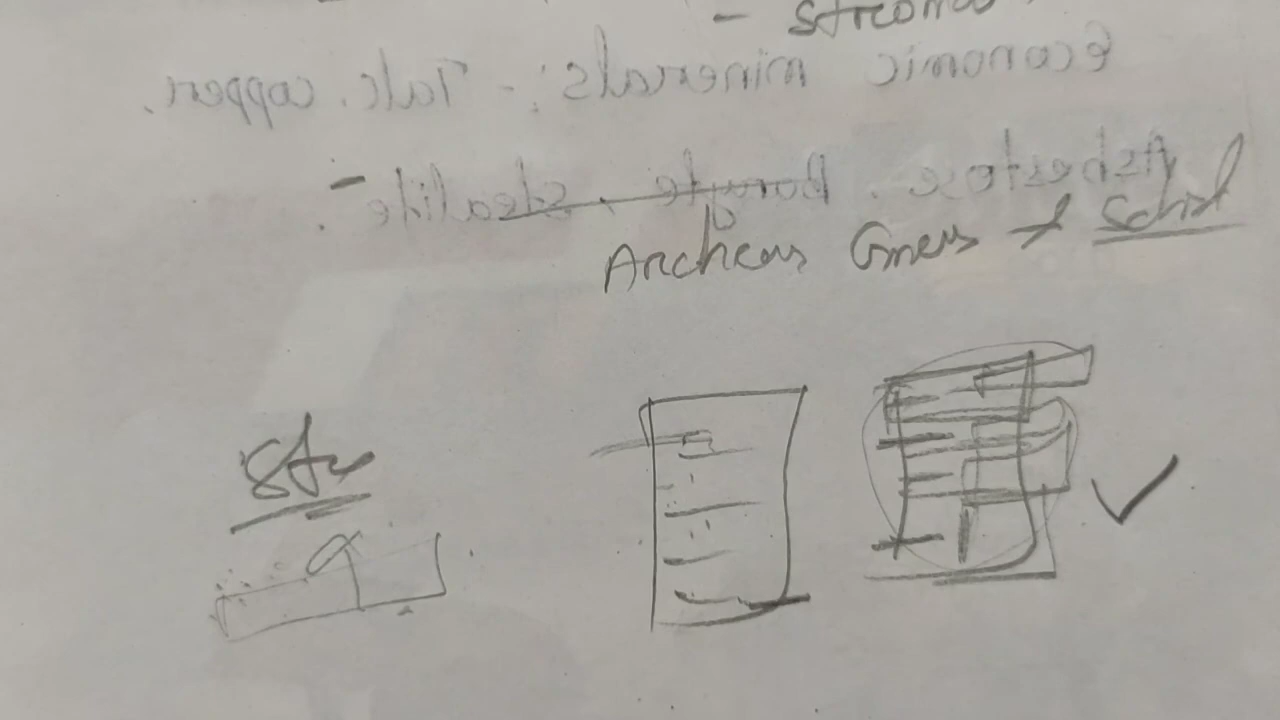 Economic minerals :- Talc. copper.
Asbestose. Baryte, steatite.
Archean Gneiss + Schist